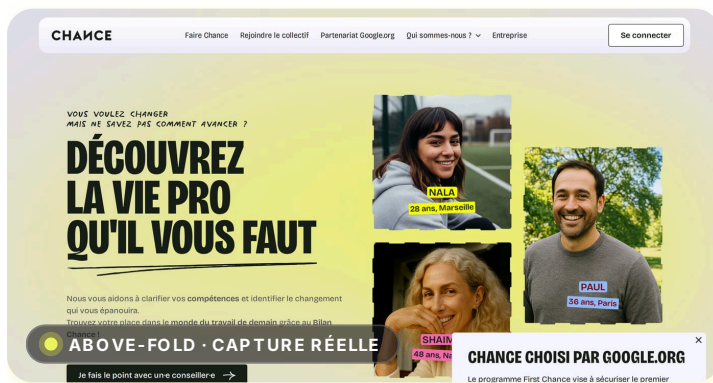 CHANCE
Faire Chance
Rejoindre le collectif
Partenariat Google.org
Qui sommes-nous ?
Entreprise
Se connecter
VOUS VOULEZ CHANGER
MAIS NE SAVEZ PAS COMMENT AVANCER ?
DÉCOUVREZ
LA VIE PRO
QU'IL VOUS FAUT
Nous vous aidons à clarifier vos compétences et identifier le changement
qui vous épanouira.
Trouvez votre place dans le monde du travail de demain grâce au Bilan
Chance !
Je fais le point avec un·e conseiller·e
NALA
28 ans, Marseille
PAUL
36 ans, Paris
SHAIM
48 ans, Na
ABOVE-FOLD · CAPTURE RÉELLE
CHANCE CHOISI PAR GOOGLE.ORG
Le programme First Chance vise à sécuriser le premier